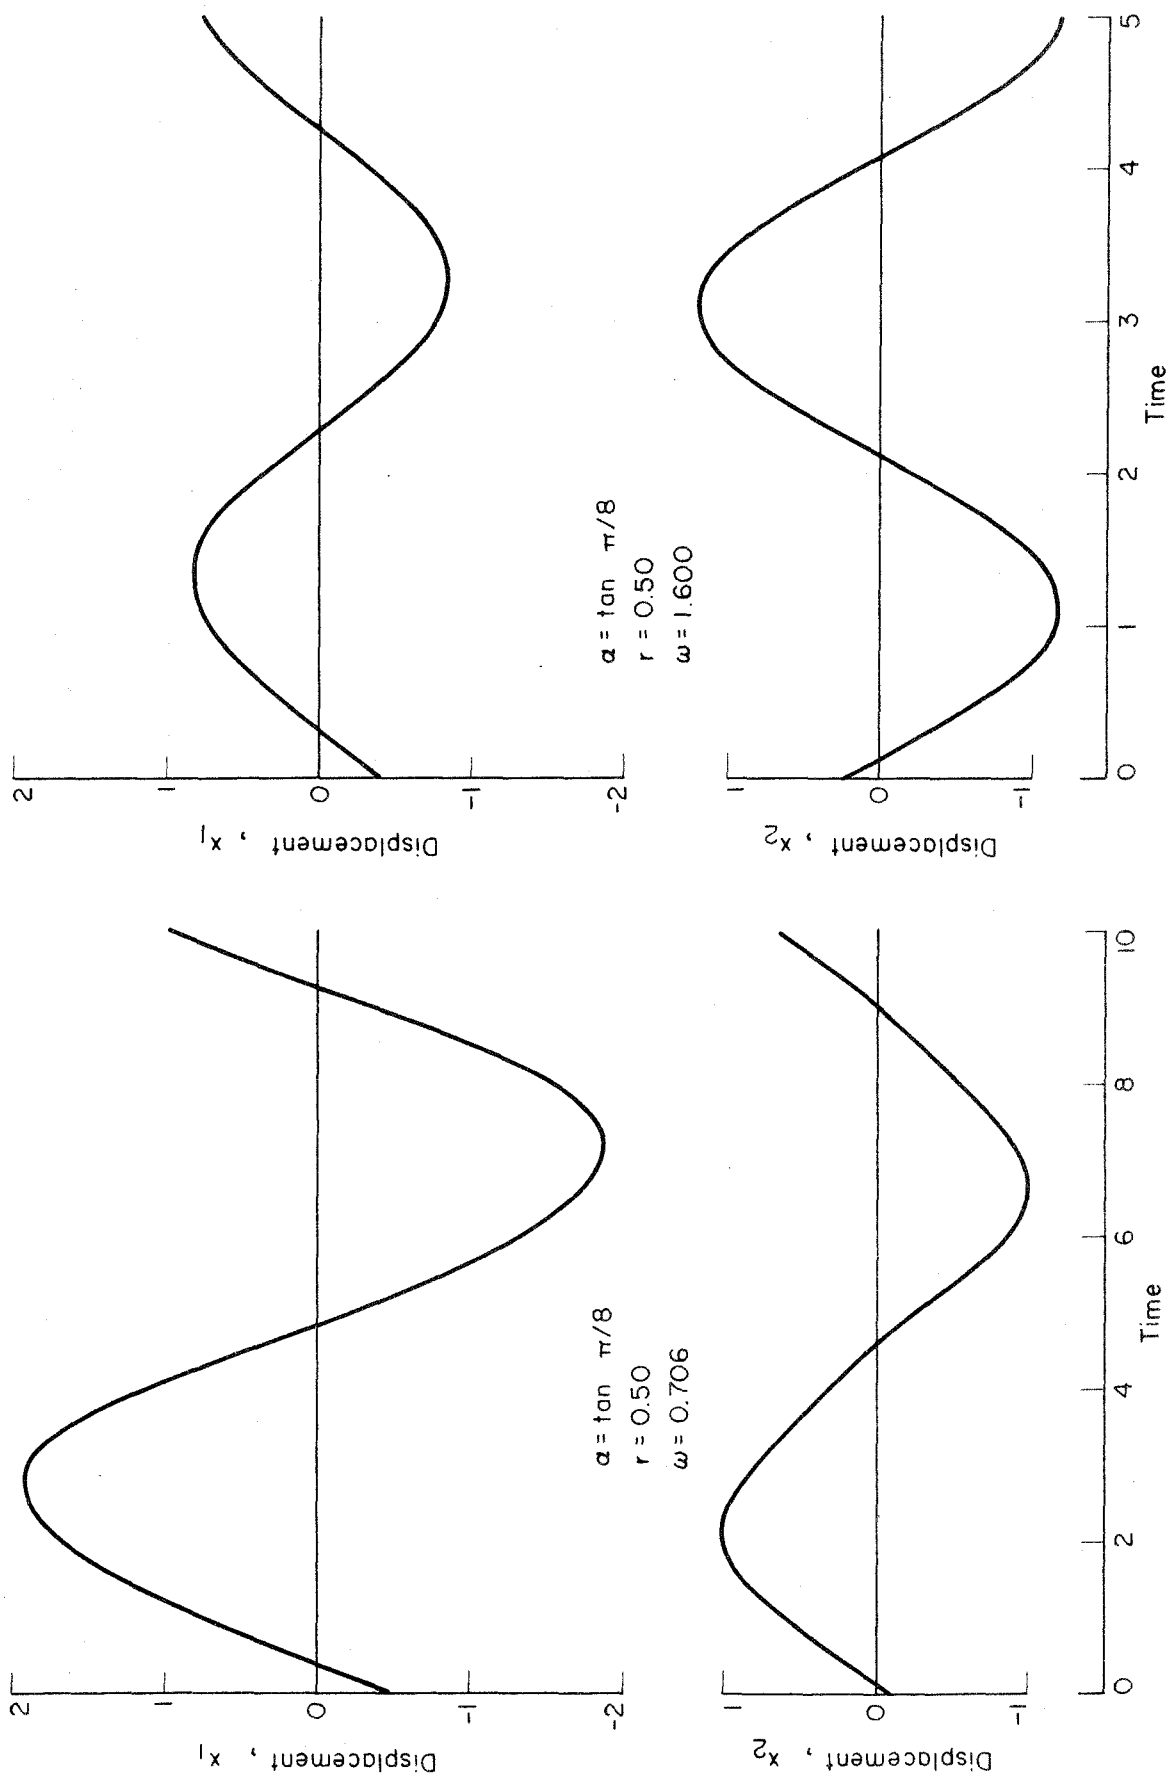 Displacement, x₁
2
1
0
-1
-2
α = tan π/8
r = 0.50
ω = 0.706
Displacement, x₂
1
0
-1
0
2
4
6
8
10
Time
Displacement, x₁
2
1
0
-1
-2
α = tan π/8
r = 0.50
ω = 1.600
Displacement, x₂
1
0
-1
0
1
2
3
4
5
Time